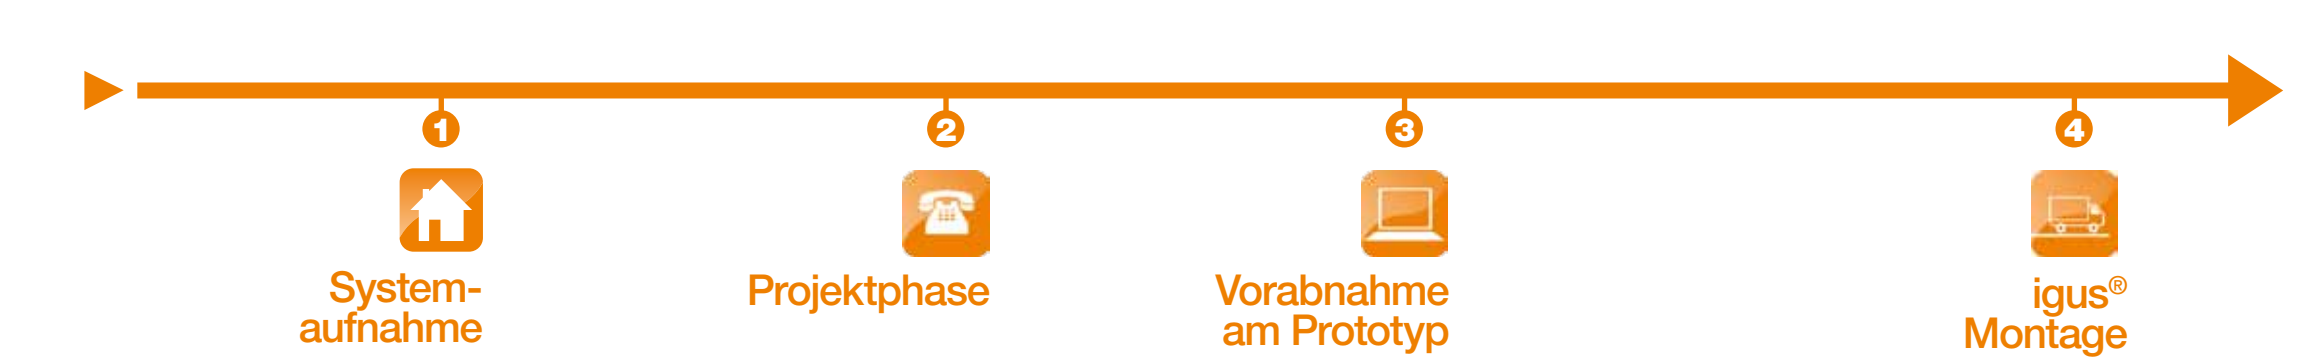 1
2
3
4
System-
aufnahme
Projektphase
Vorabnahme
am Prototyp
igus®
Montage